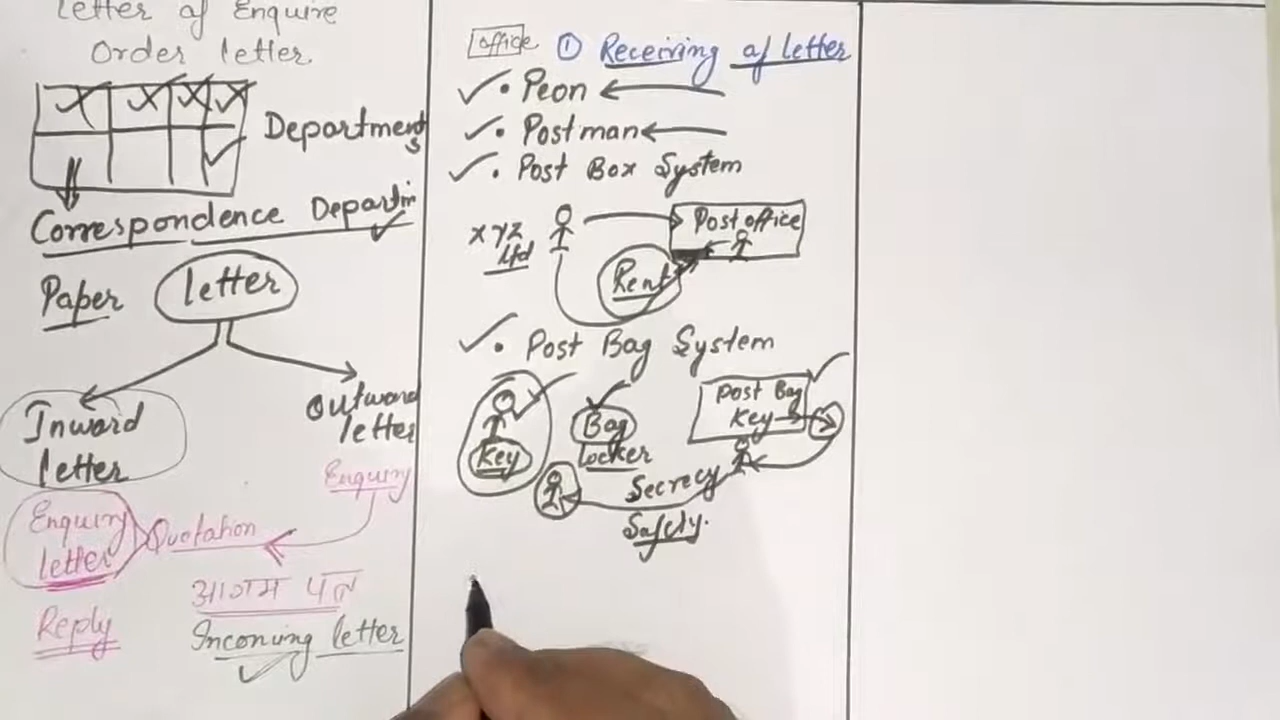 Letter of Enquire
Order letter
Departments
Correspondence Departm
Paper
letter
Inward
letter
Outward
letter
Enquiry
Enquiry
letter
Quotation
आगम पत्र
Reply
Incoming letter
office ① Receiving of letter
• Peon
• Postman
• Post Box System
xyz
Ltd
Post office
Rent
• Post Bag System
Key
Bag
Locker
Post Bag
Key
Secrecy
Safety.